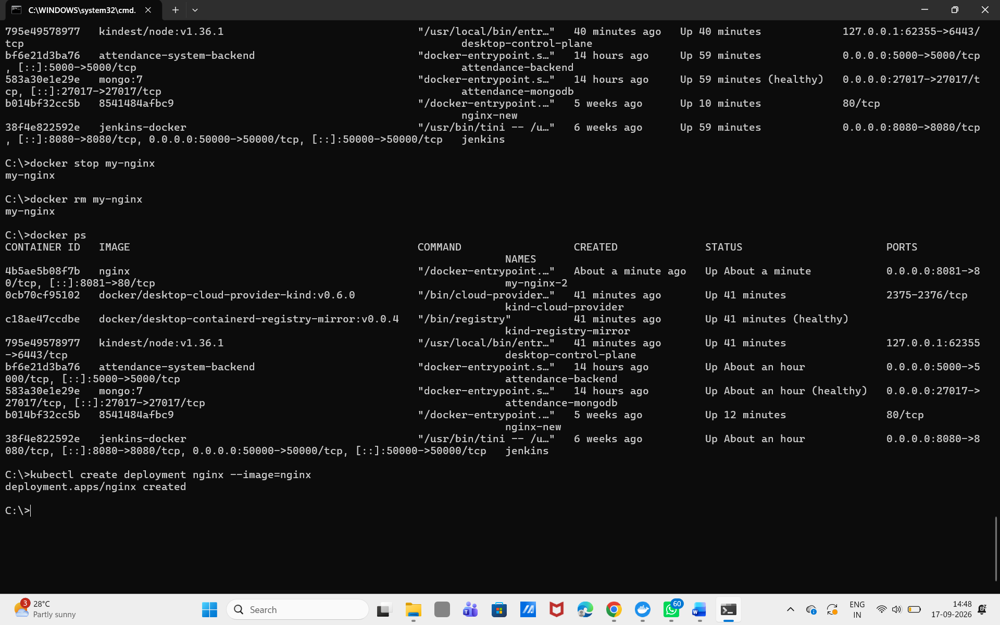 C:\WINDOWS\system32\cmd.
795e49578977   kindest/node:v1.36.1   "/usr/local/bin/entr…"   40 minutes ago   Up 40 minutes   127.0.0.1:62355->6443/
tcp   desktop-control-plane
bf6e21d3ba76   attendance-system-backend   "docker-entrypoint.s…"   14 hours ago   Up 59 minutes   0.0.0.0:5000->5000/tcp
, [::]:5000->5000/tcp   attendance-backend
583a30e1e29e   mongo:7   "docker-entrypoint.s…"   14 hours ago   Up 59 minutes (healthy)   0.0.0.0:27017->27017/t
cp, [::]:27017->27017/tcp   attendance-mongodb
b014bf32cc5b   8541484afbc9   "/docker-entrypoint.…"   5 weeks ago   Up 10 minutes   80/tcp
nginx-new
38f4e822592e   jenkins-docker   "/usr/bin/tini -- /u…"   6 weeks ago   Up 59 minutes   0.0.0.0:8080->8080/tcp
, [::]:8080->8080/tcp, 0.0.0.0:50000->50000/tcp, [::]:50000->50000/tcp   jenkins
C:\>docker stop my-nginx
my-nginx
C:\>docker rm my-nginx
my-nginx
C:\>docker ps
CONTAINER ID   IMAGE   COMMAND   CREATED   STATUS   PORTS
NAMES
4b5ae5b08f7b   nginx   "/docker-entrypoint.…"   About a minute ago   Up About a minute   0.0.0.0:8081->8
0/tcp, [::]:8081->80/tcp   my-nginx-2
0cb70cf95102   docker/desktop-cloud-provider-kind:v0.6.0   "/bin/cloud-provider…"   41 minutes ago   Up 41 minutes   2375-2376/tcp
kind-cloud-provider
c18ae47ccdbe   docker/desktop-containerd-registry-mirror:v0.0.4   "/bin/registry"   41 minutes ago   Up 41 minutes (healthy)
kind-registry-mirror
795e49578977   kindest/node:v1.36.1   "/usr/local/bin/entr…"   41 minutes ago   Up 41 minutes   127.0.0.1:62355
->6443/tcp   desktop-control-plane
bf6e21d3ba76   attendance-system-backend   "docker-entrypoint.s…"   14 hours ago   Up About an hour   0.0.0.0:5000->5
000/tcp, [::]:5000->5000/tcp   attendance-backend
583a30e1e29e   mongo:7   "docker-entrypoint.s…"   14 hours ago   Up About an hour (healthy)   0.0.0.0:27017->
27017/tcp, [::]:27017->27017/tcp   attendance-mongodb
b014bf32cc5b   8541484afbc9   "/docker-entrypoint.…"   5 weeks ago   Up 12 minutes   80/tcp
nginx-new
38f4e822592e   jenkins-docker   "/usr/bin/tini -- /u…"   6 weeks ago   Up About an hour   0.0.0.0:8080->8
080/tcp, [::]:8080->8080/tcp, 0.0.0.0:50000->50000/tcp, [::]:50000->50000/tcp   jenkins
C:\>kubectl create deployment nginx --image=nginx
deployment.apps/nginx created
C:\>
3
28°C
Partly sunny
Search
60
ENG
IN
14:48
17-09-2026